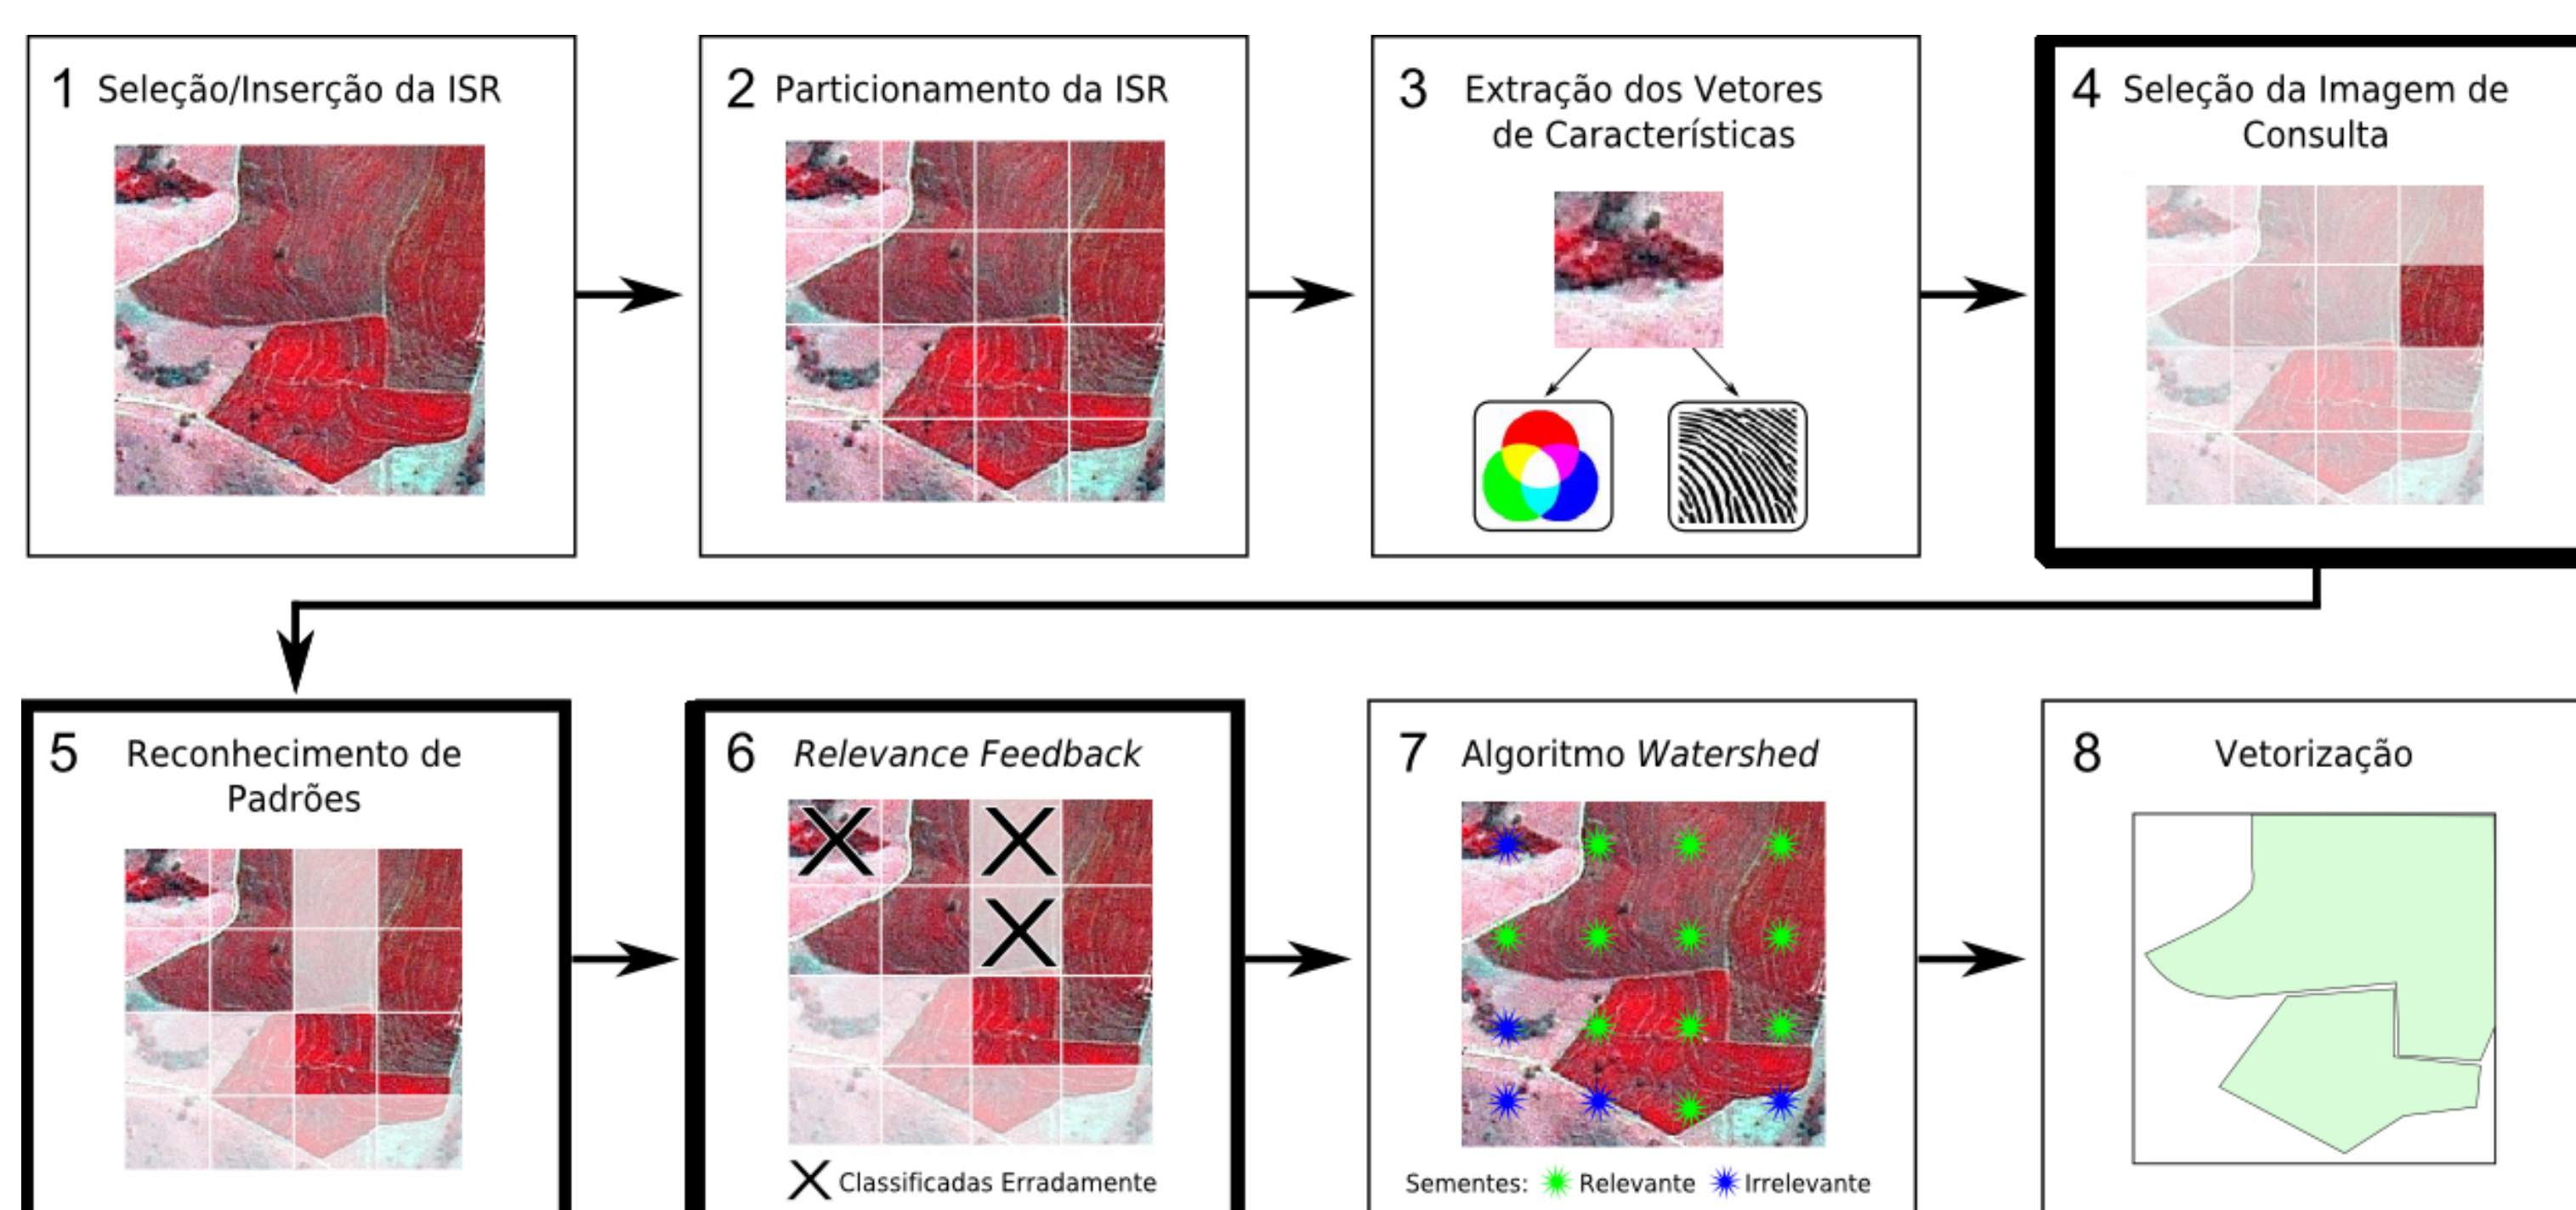 1 Seleção/Inserção da ISR
2 Particionamento da ISR
3 Extração dos Vetores
de Características
4 Seleção da Imagem de
Consulta
5 Reconhecimento de
Padrões
6 Relevance Feedback
Classificadas Erradamente
7 Algoritmo Watershed
Sementes: Relevante Irrelevante
8 Vetorização